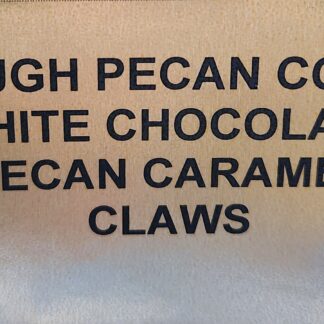 UGH PECAN CO
HITE CHOCOLA
ECAN CARAME
CLAWS